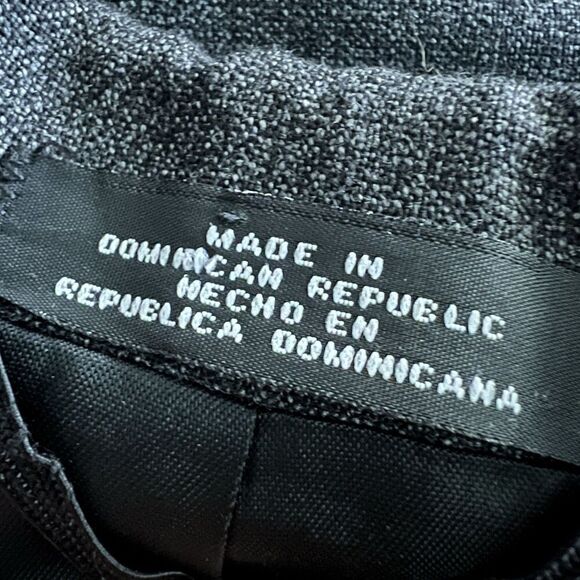 MADE IN
DOMINICAN REPUBLIC
HECHO EN
REPUBLICA DOMINICANA